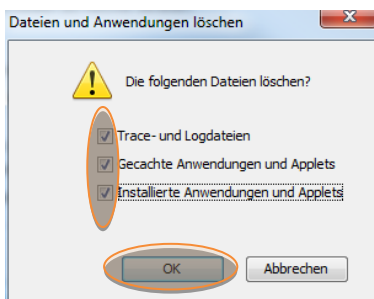 Dateien und Anwendungen löschen
Die folgenden Dateien löschen?
Trace- und Logdateien
Gecachte Anwendungen und Applets
Installierte Anwendungen und Applets
OK
Abbrechen